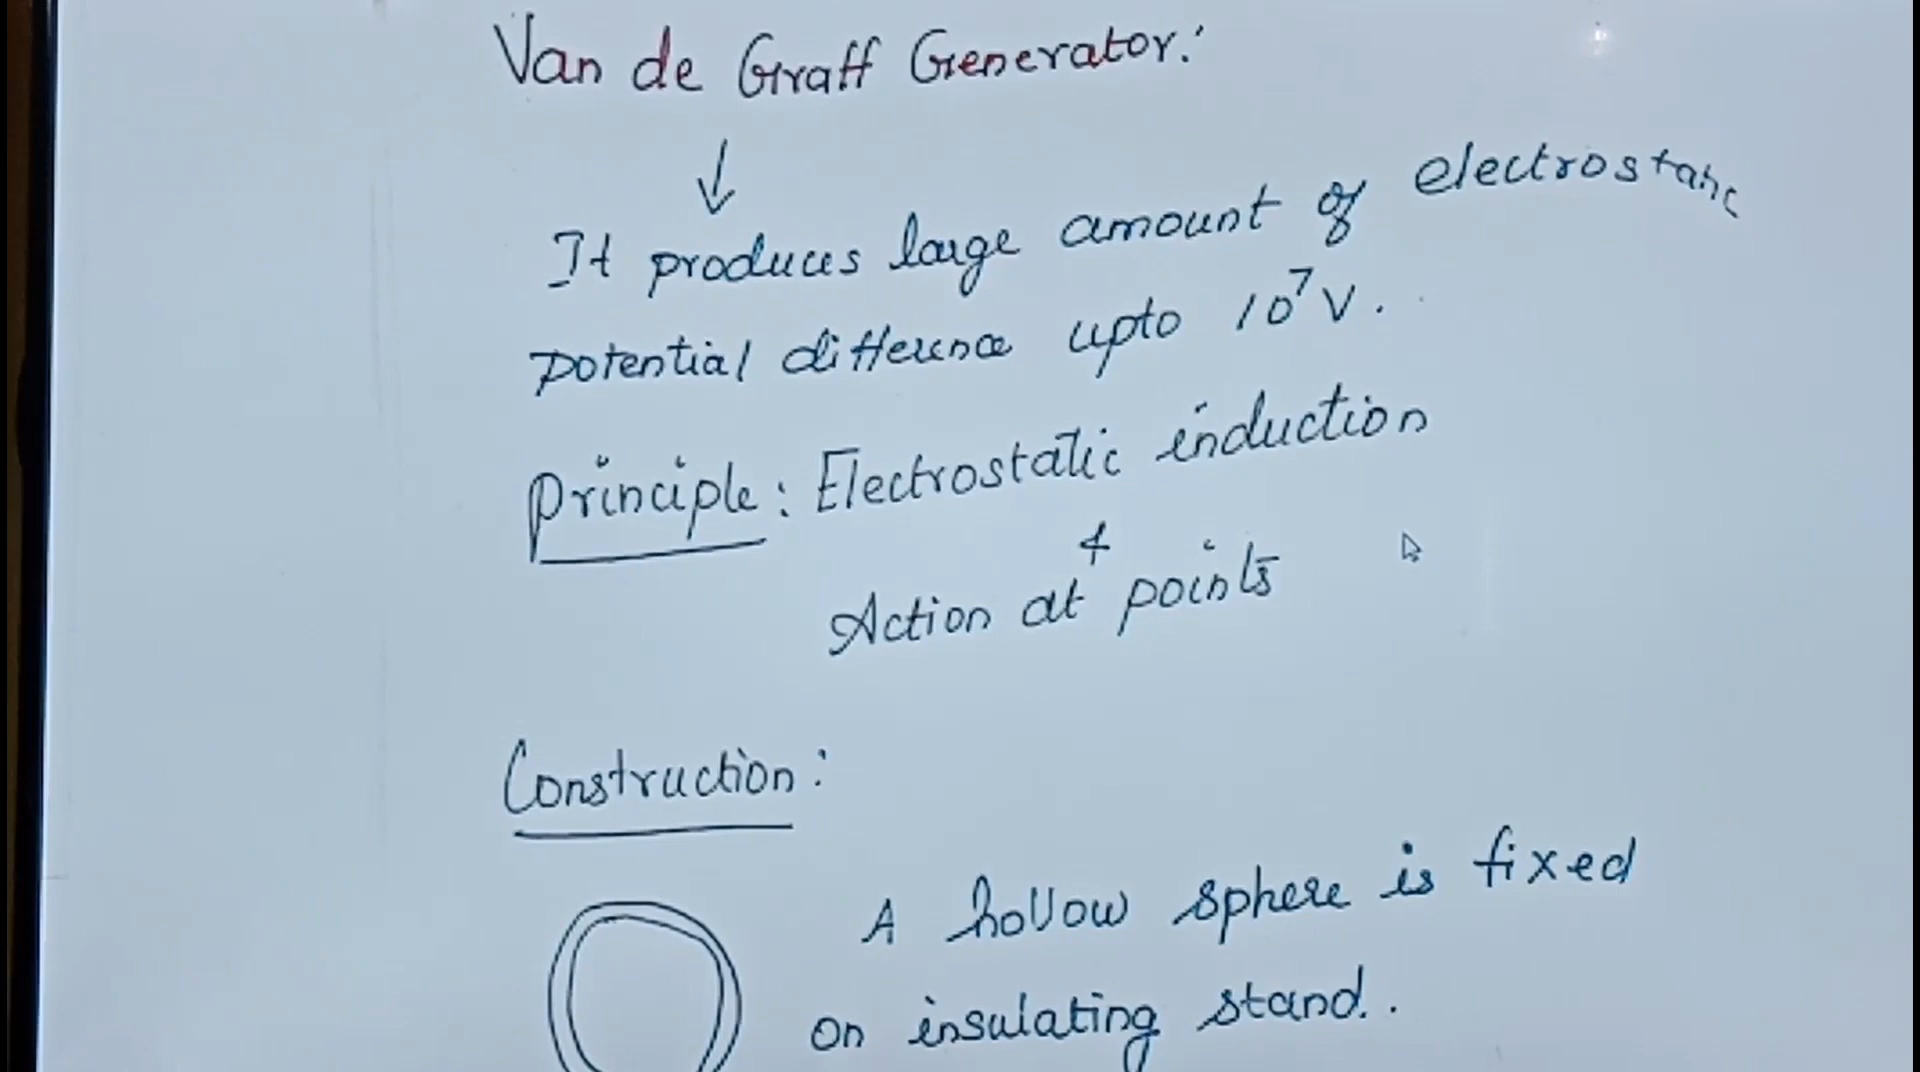 Van de Graff Generator:
It produces large amount of electrostatic
potential difference upto 10⁷ V.
Principle: Electrostatic induction
&
Action at points
Construction:
A hollow sphere is fixed
on insulating stand.